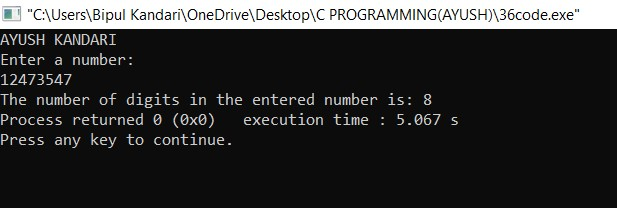 "C:\Users\Bipul Kandari\OneDrive\Desktop\C PROGRAMMING(AYUSH)\36code.exe"
AYUSH KANDARI
Enter a number:
12473547
The number of digits in the entered number is: 8
Process returned 0 (0x0)   execution time : 5.067 s
Press any key to continue.